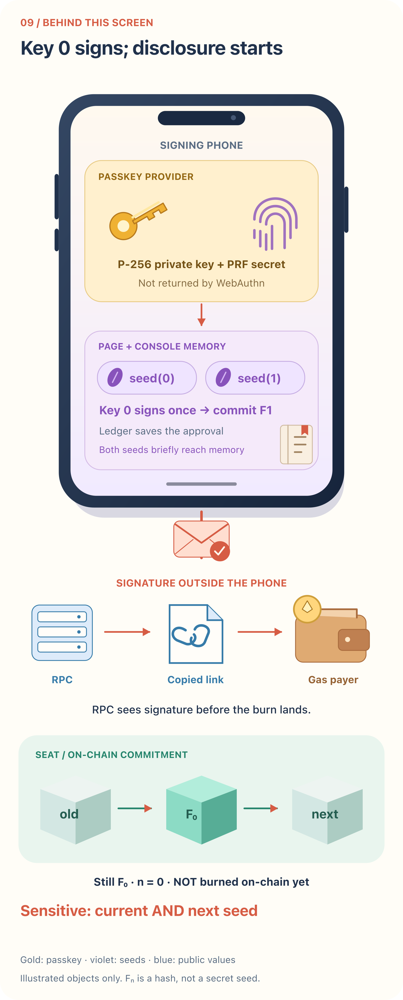 09 / BEHIND THIS SCREEN
Key 0 signs; disclosure starts
SIGNING PHONE
PASSKEY PROVIDER
P-256 private key + PRF secret
Not returned by WebAuthn
PAGE + CONSOLE MEMORY
seed(0)
seed(1)
Key 0 signs once → commit F1
Ledger saves the approval
Both seeds briefly reach memory
SIGNATURE OUTSIDE THE PHONE
RPC
Copied link
Gas payer
RPC sees signature before the burn lands.
SEAT / ON-CHAIN COMMITMENT
old
F₀
next
Still F₀ · n = 0 · NOT burned on-chain yet
Sensitive: current AND next seed
Gold: passkey · violet: seeds · blue: public values
Illustrated objects only. Fₙ is a hash, not a secret seed.